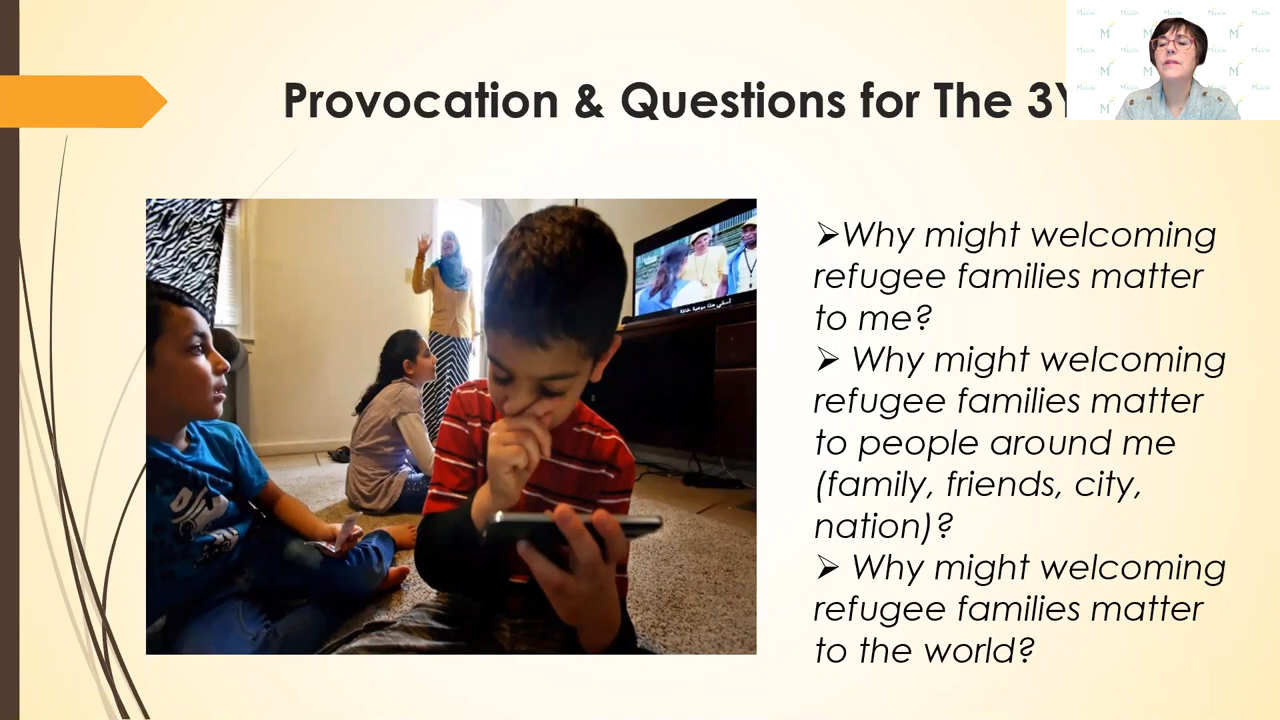 Provocation & Questions for The 3Y
➢Why might welcoming
refugee families matter
to me?
➢ Why might welcoming
refugee families matter
to people around me
(family, friends, city,
nation)?
➢ Why might welcoming
refugee families matter
to the world?